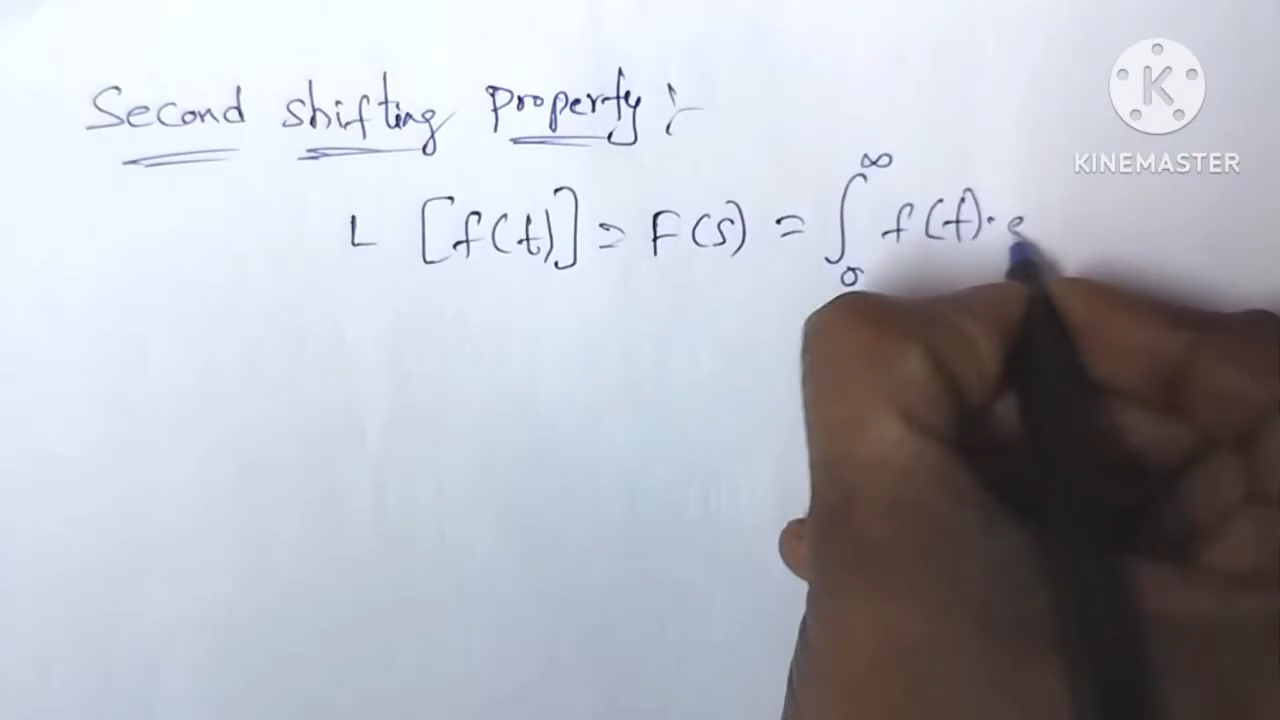 Second shifting property :-
L [f(t)] = F(s) = ∫₀^∞ f(t)· e
K
KINEMASTER